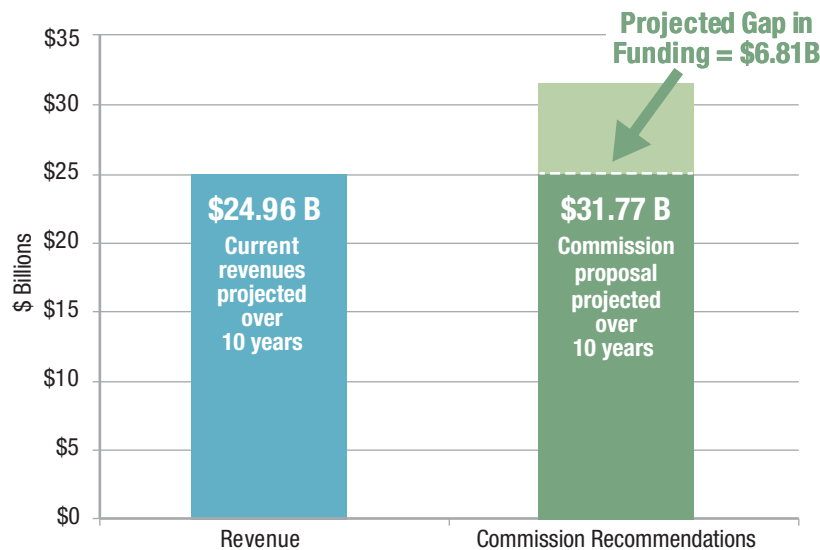 Projected Gap in
Funding = $6.81B
$35
$30
$25
$20
$15
$10
$5
$0
$ Billions
$24.96 B
Current
revenues
projected
over
10 years
$31.77 B
Commission
proposal
projected
over
10 years
Revenue
Commission Recommendations